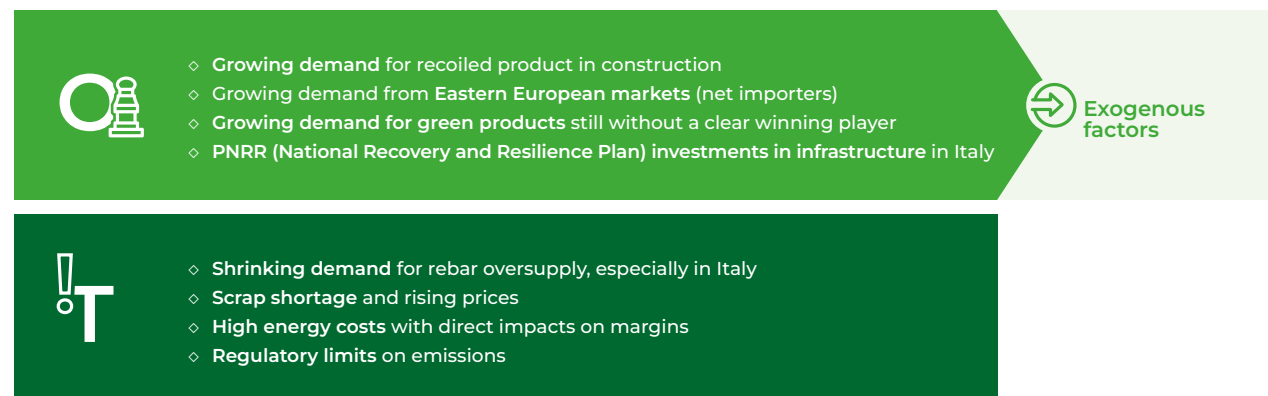 O
◇ Growing demand for recoiled product in construction
◇ Growing demand from Eastern European markets (net importers)
◇ Growing demand for green products still without a clear winning player
◇ PNRR (National Recovery and Resilience Plan) investments in infrastructure in Italy
Exogenous
factors
! T
◇ Shrinking demand for rebar oversupply, especially in Italy
◇ Scrap shortage and rising prices
◇ High energy costs with direct impacts on margins
◇ Regulatory limits on emissions